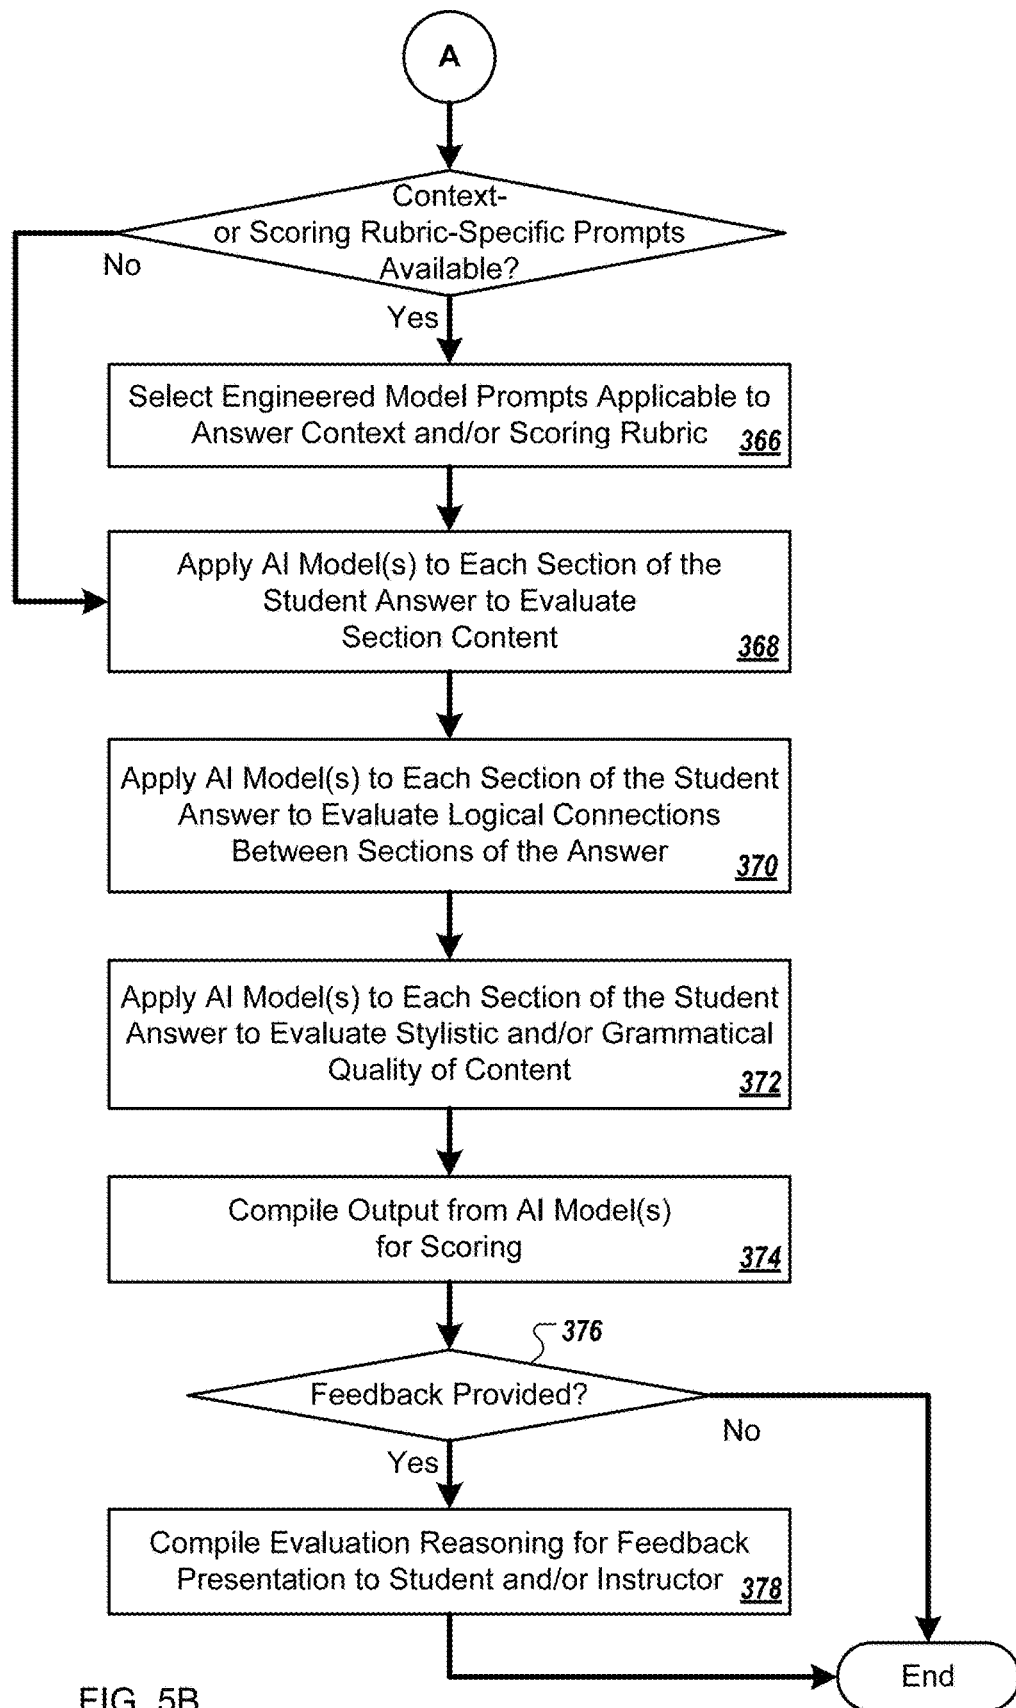 A
Context-
or Scoring Rubric-Specific Prompts
Available?
No
Yes
Select Engineered Model Prompts Applicable to
Answer Context and/or Scoring Rubric
366
Apply AI Model(s) to Each Section of the
Student Answer to Evaluate
Section Content
368
Apply AI Model(s) to Each Section of the Student
Answer to Evaluate Logical Connections
Between Sections of the Answer
370
Apply AI Model(s) to Each Section of the Student
Answer to Evaluate Stylistic and/or Grammatical
Quality of Content
372
Compile Output from AI Model(s)
for Scoring
374
376
Feedback Provided?
No
Yes
Compile Evaluation Reasoning for Feedback
Presentation to Student and/or Instructor
378
End
FIG. 5B